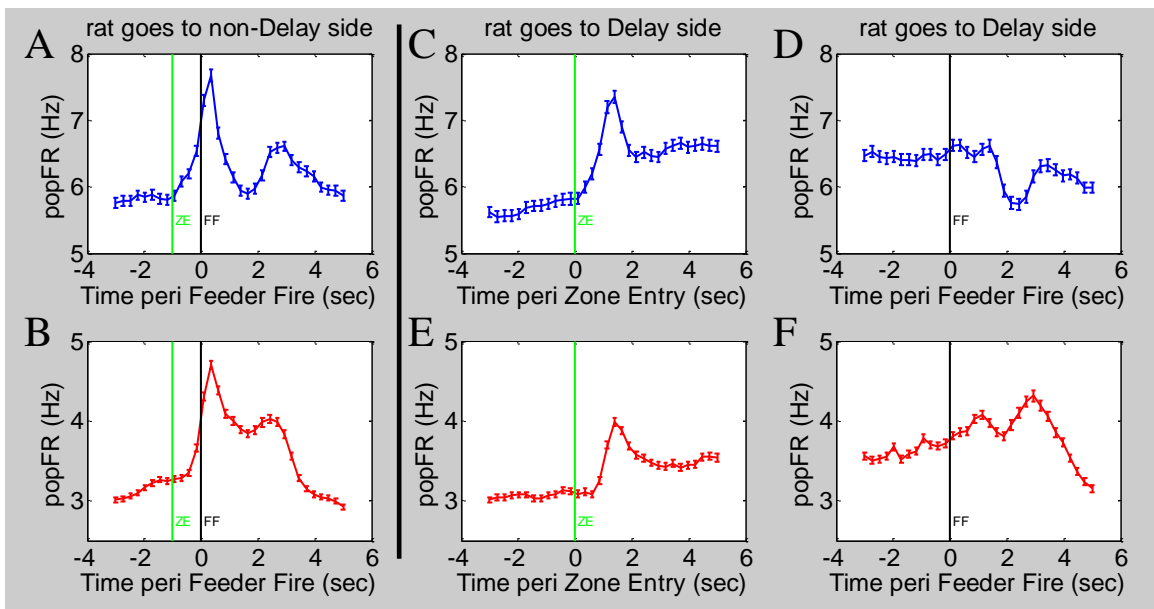 A
rat goes to non-Delay side
8
7
6
5
popFR (Hz)
ZE
FF
-4 -2 0 2 4 6
Time peri Feeder Fire (sec)
C
rat goes to Delay side
8
7
6
5
popFR (Hz)
ZE
-4 -2 0 2 4 6
Time peri Zone Entry (sec)
D
rat goes to Delay side
8
7
6
5
popFR (Hz)
FF
-4 -2 0 2 4 6
Time peri Feeder Fire (sec)
B
5
4
3
popFR (Hz)
ZE
FF
-4 -2 0 2 4 6
Time peri Feeder Fire (sec)
E
5
4
3
popFR (Hz)
ZE
-4 -2 0 2 4 6
Time peri Zone Entry (sec)
F
5
4
3
popFR (Hz)
FF
-4 -2 0 2 4 6
Time peri Feeder Fire (sec)